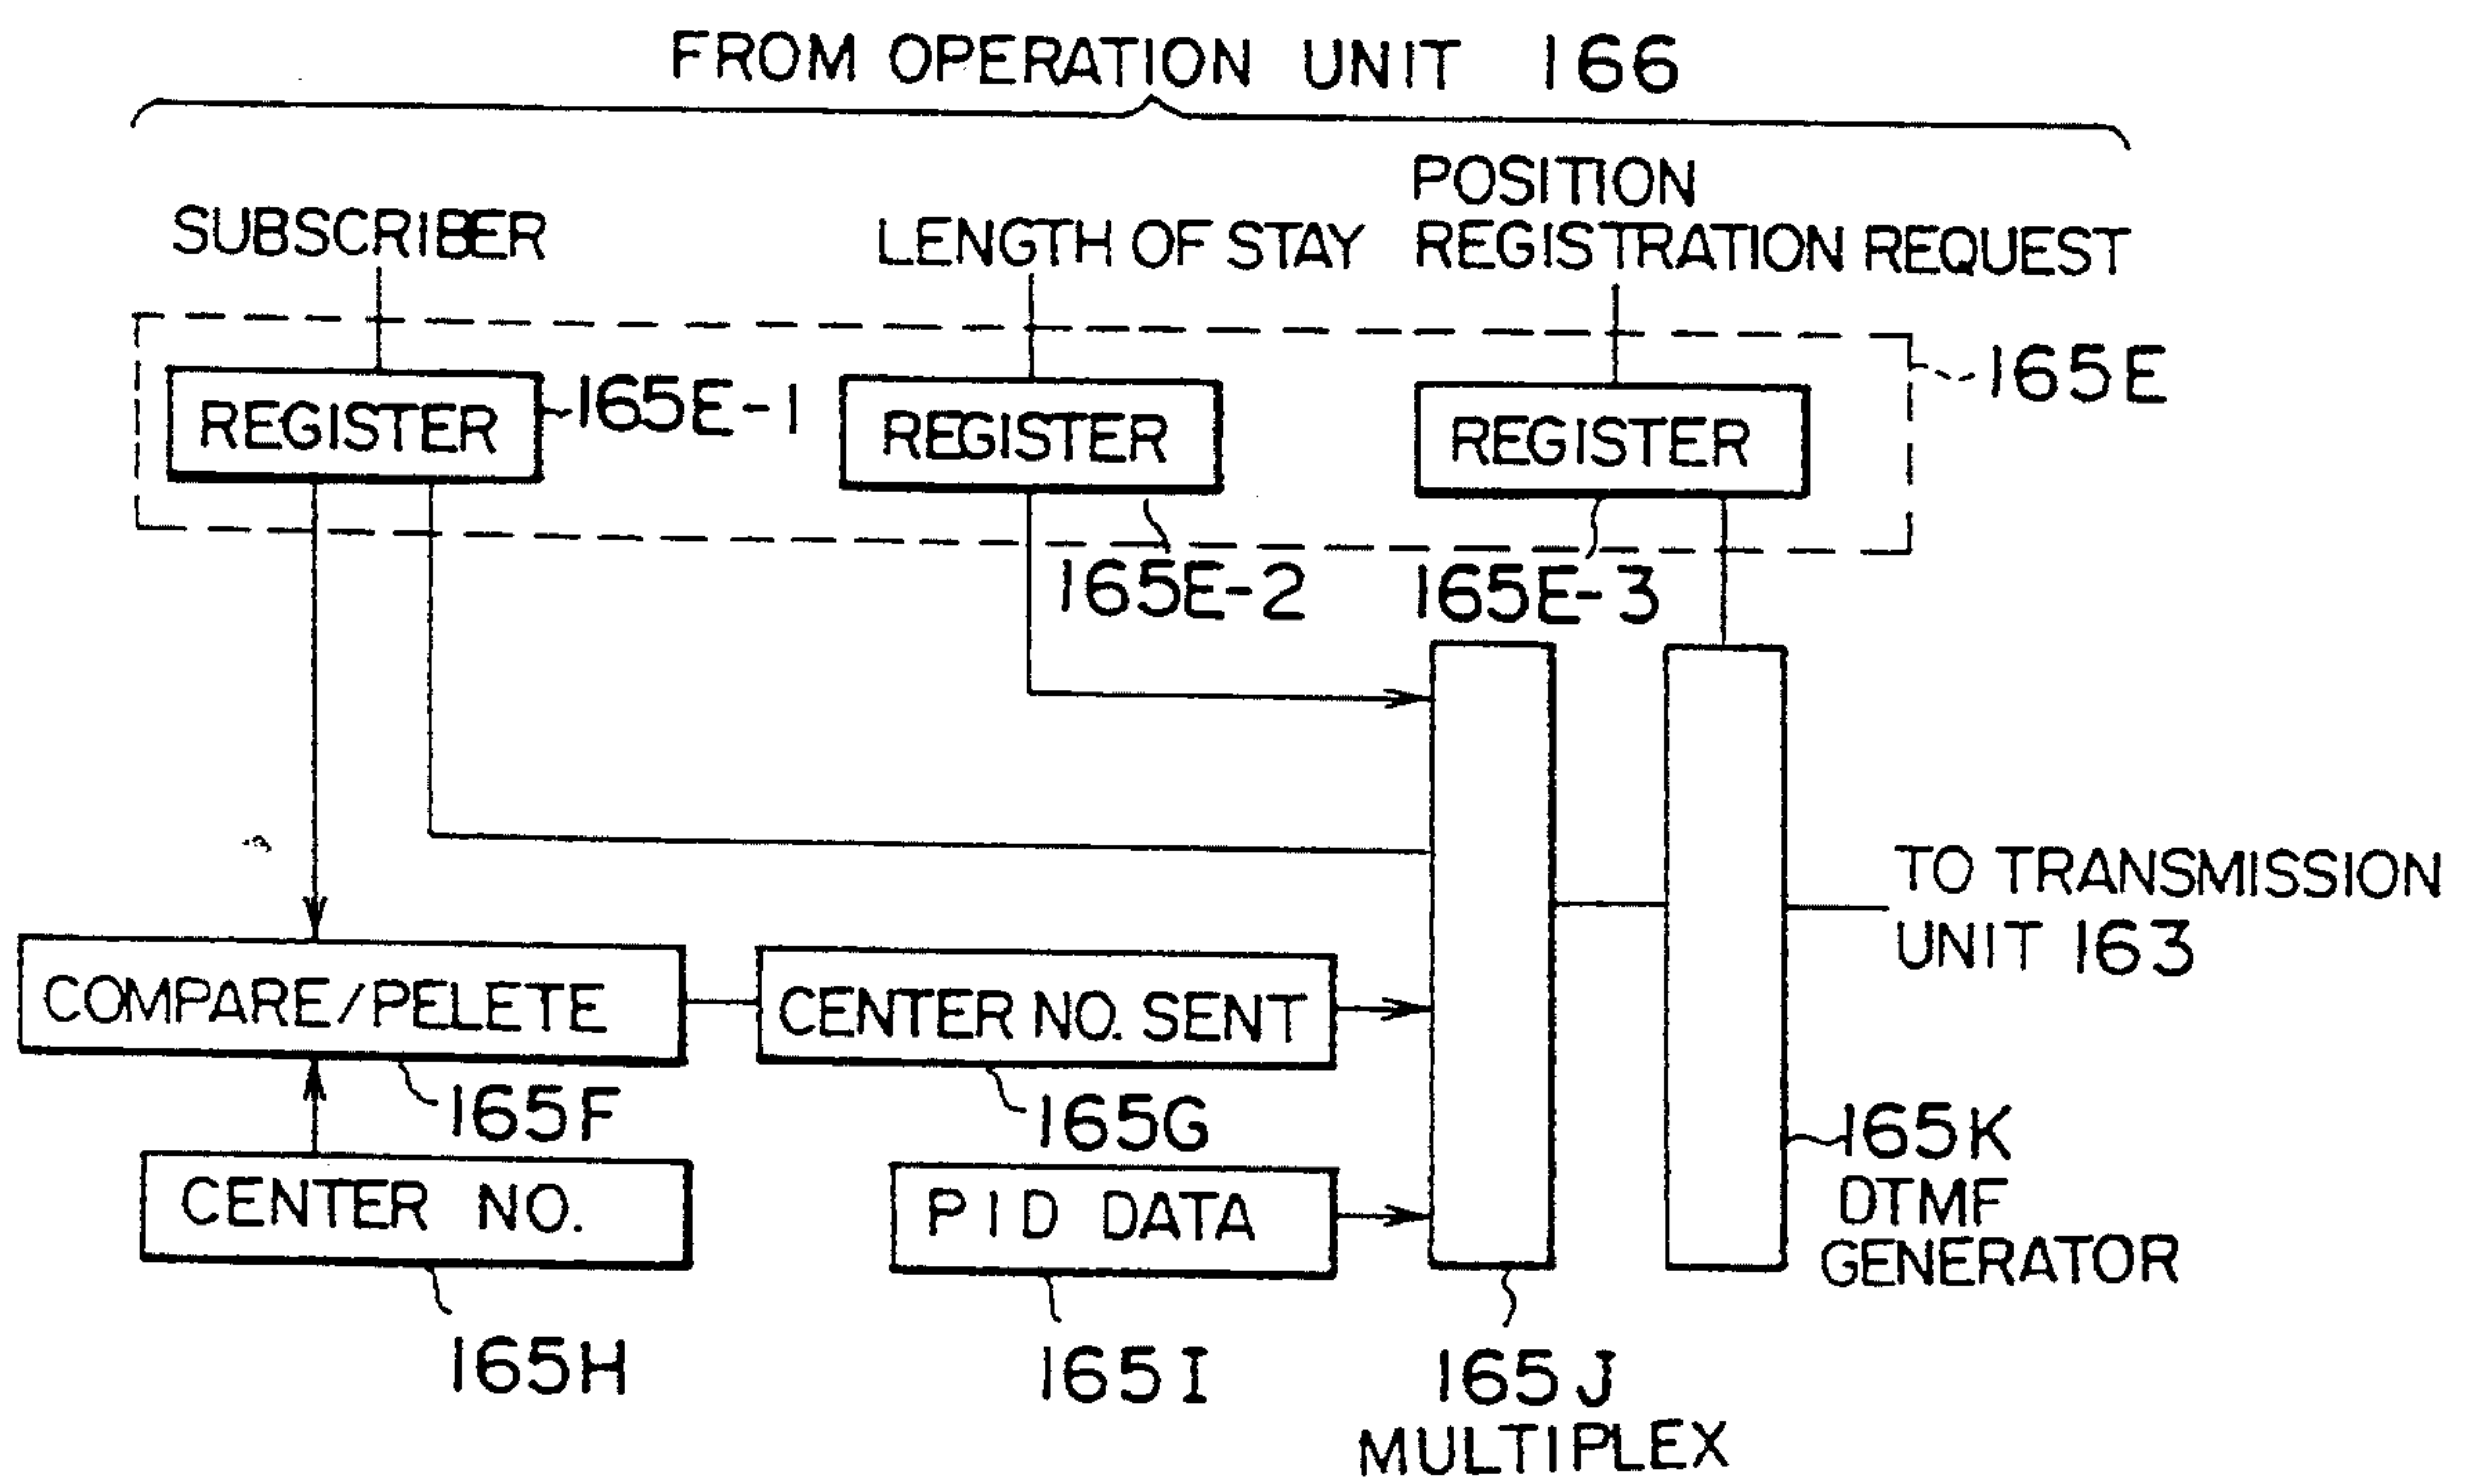 FROM OPERATION UNIT 166
SUBSCRIBER
LENGTH OF STAY
POSITION
REGISTRATION REQUEST
REGISTER
165E-1
REGISTER
REGISTER
165E
165E-2
165E-3
TO TRANSMISSION
UNIT 163
COMPARE/PELETE
CENTER NO. SENT
165F
165G
165K
DTMF
GENERATOR
CENTER NO.
PID DATA
165H
165I
165J
MULTIPLEX